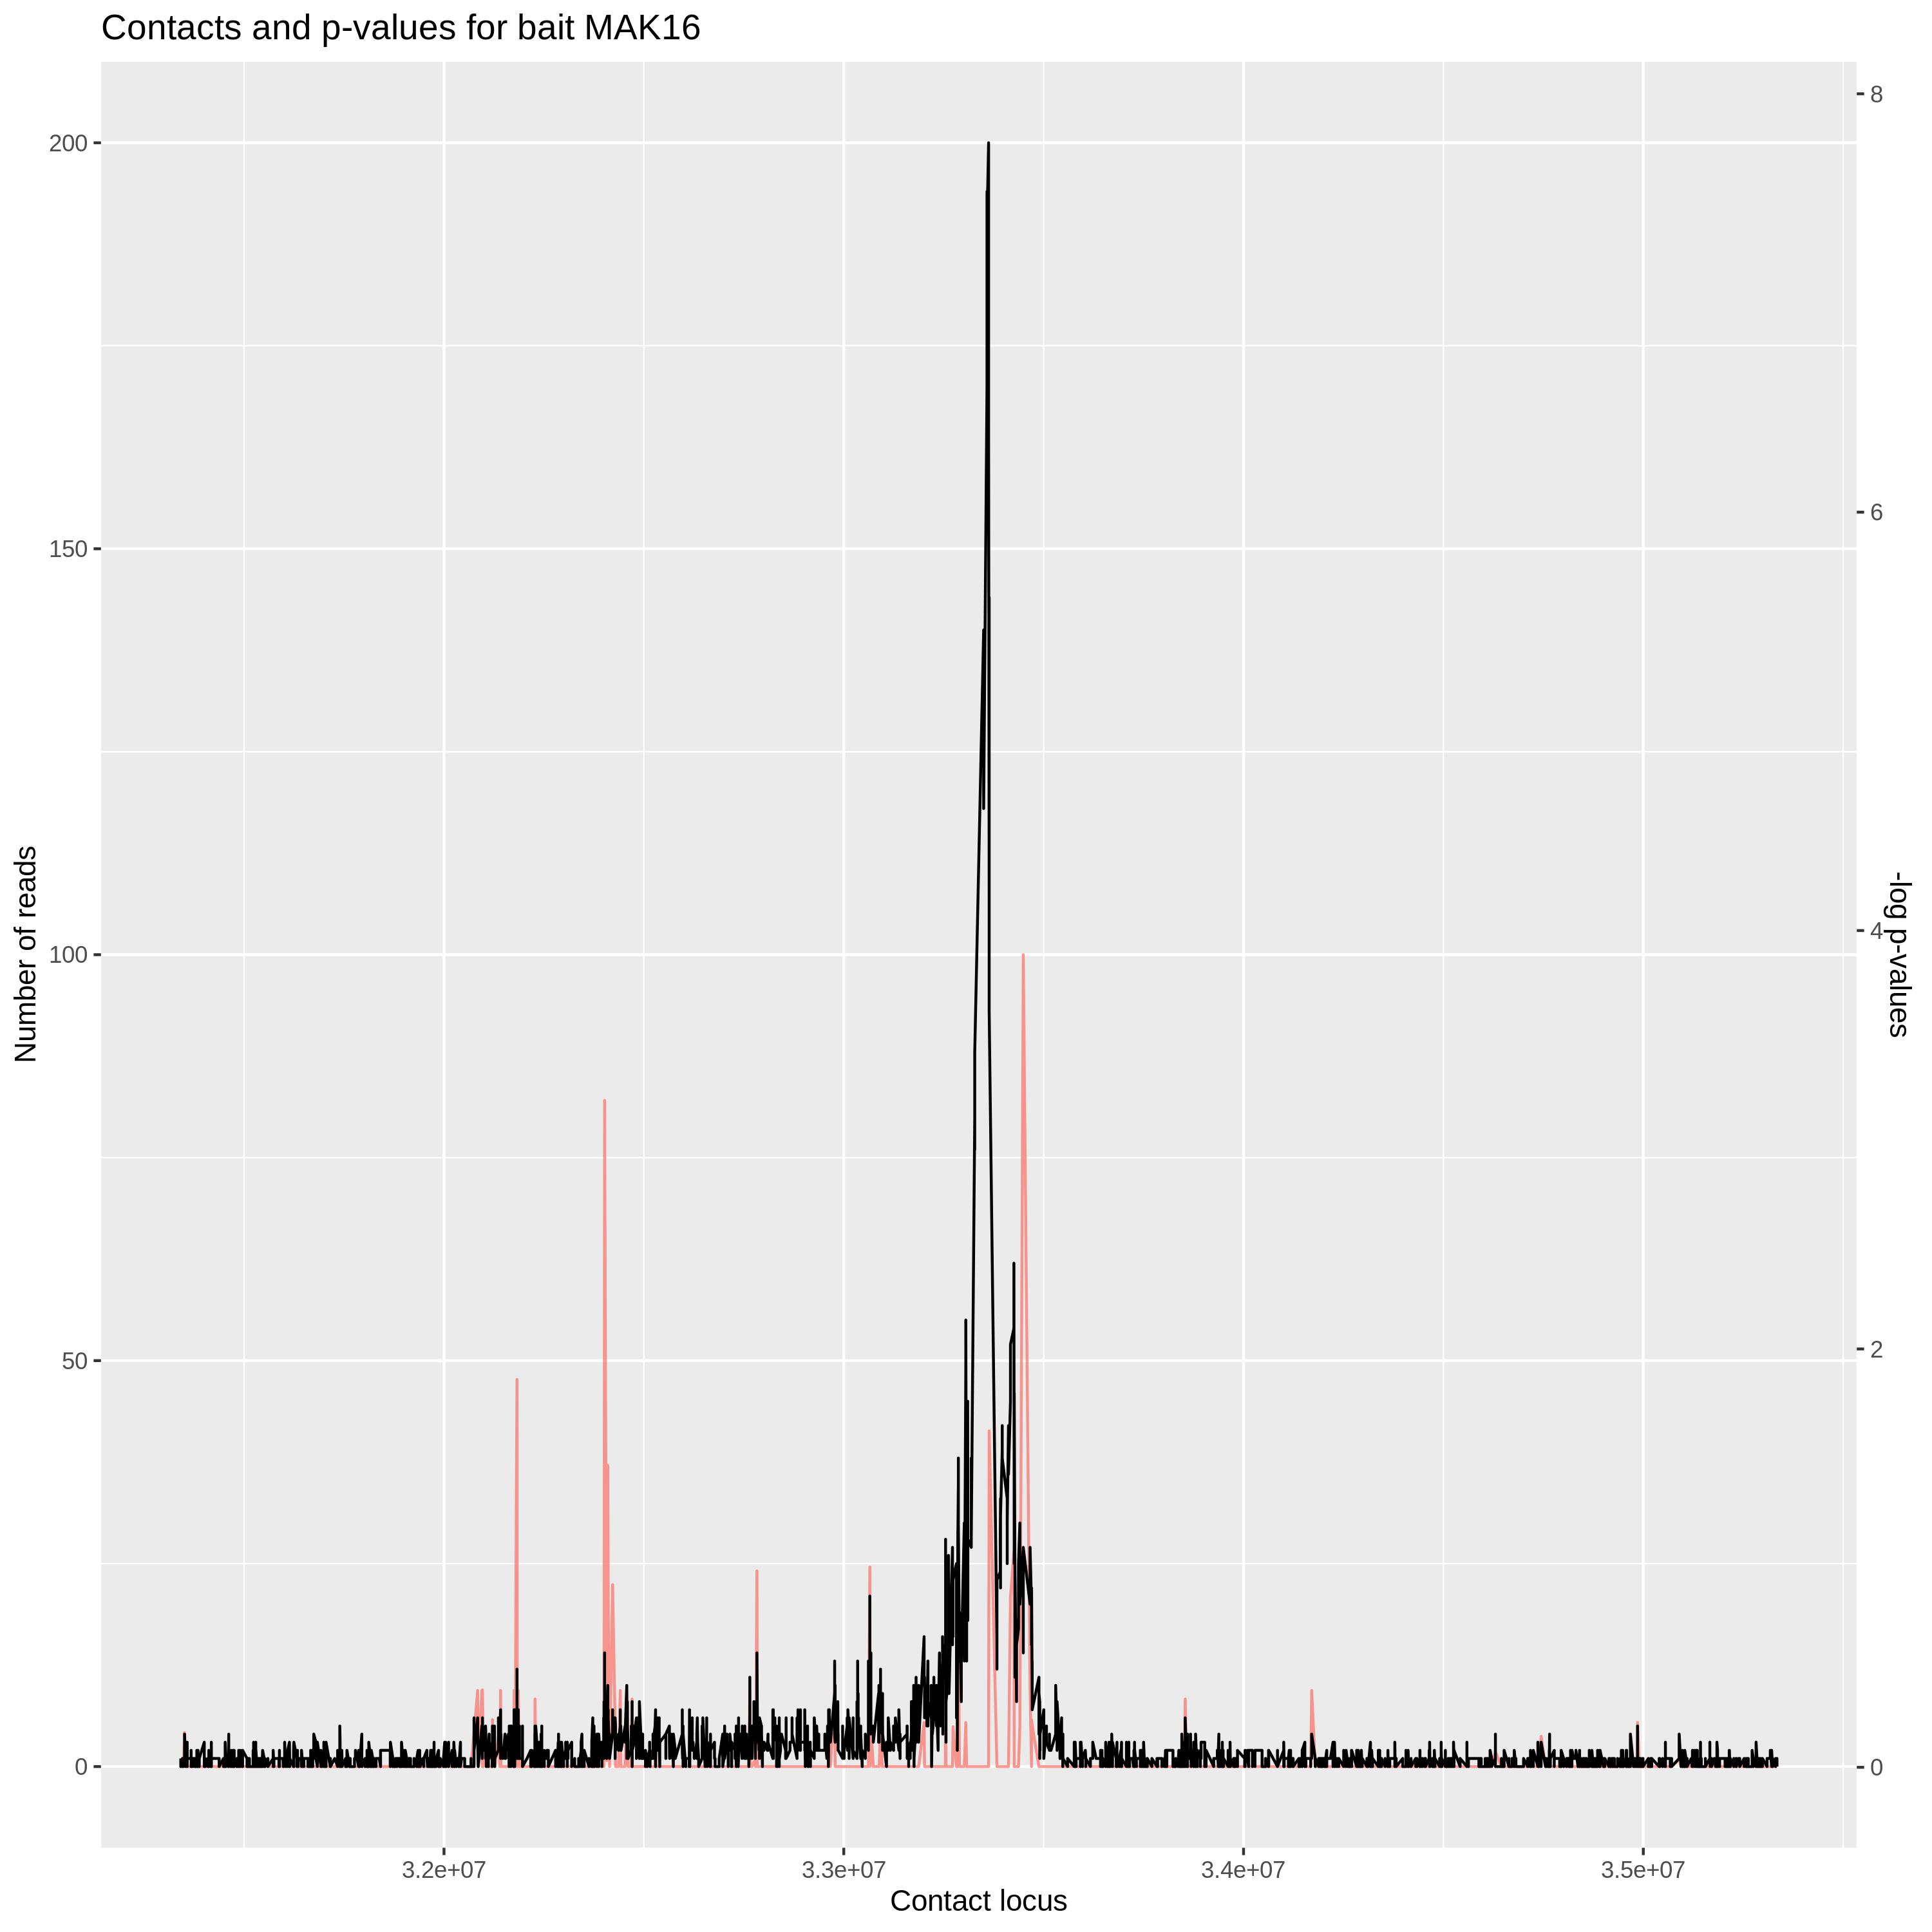 Contacts and p-values for bait MAK16
200
150
100
50
0
8
6
4
2
0
Number of reads
-log p-values
3.2e+07
3.3e+07
3.4e+07
3.5e+07
Contact locus